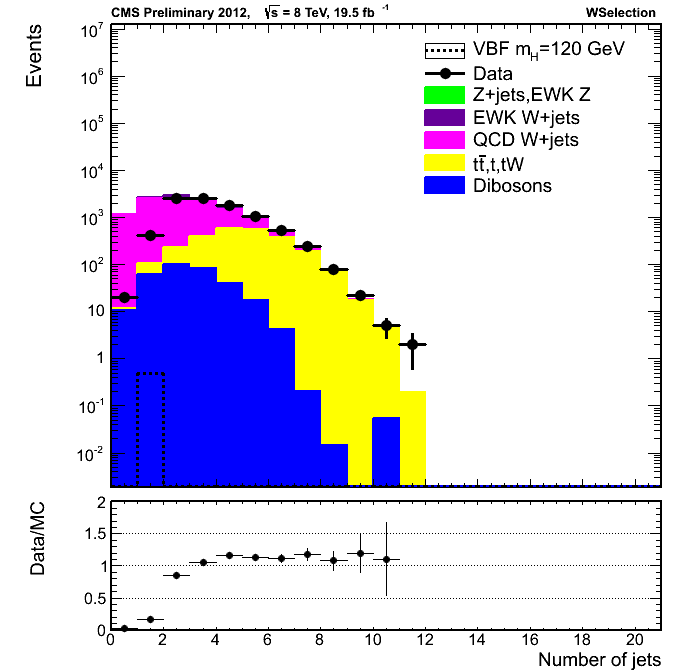 CMS Preliminary 2012, √s = 8 TeV, 19.5 fb⁻¹ WSelection
Events
10⁷
10⁶
10⁵
10⁴
10³
10²
10
1
10⁻¹
10⁻²
VBF m_H=120 GeV
Data
Z+jets,EWK Z
EWK W+jets
QCD W+jets
tt̄,t,tW
Dibosons
Data/MC
2
1.5
1
0.5
0
0 2 4 6 8 10 12 14 16 18 20
Number of jets